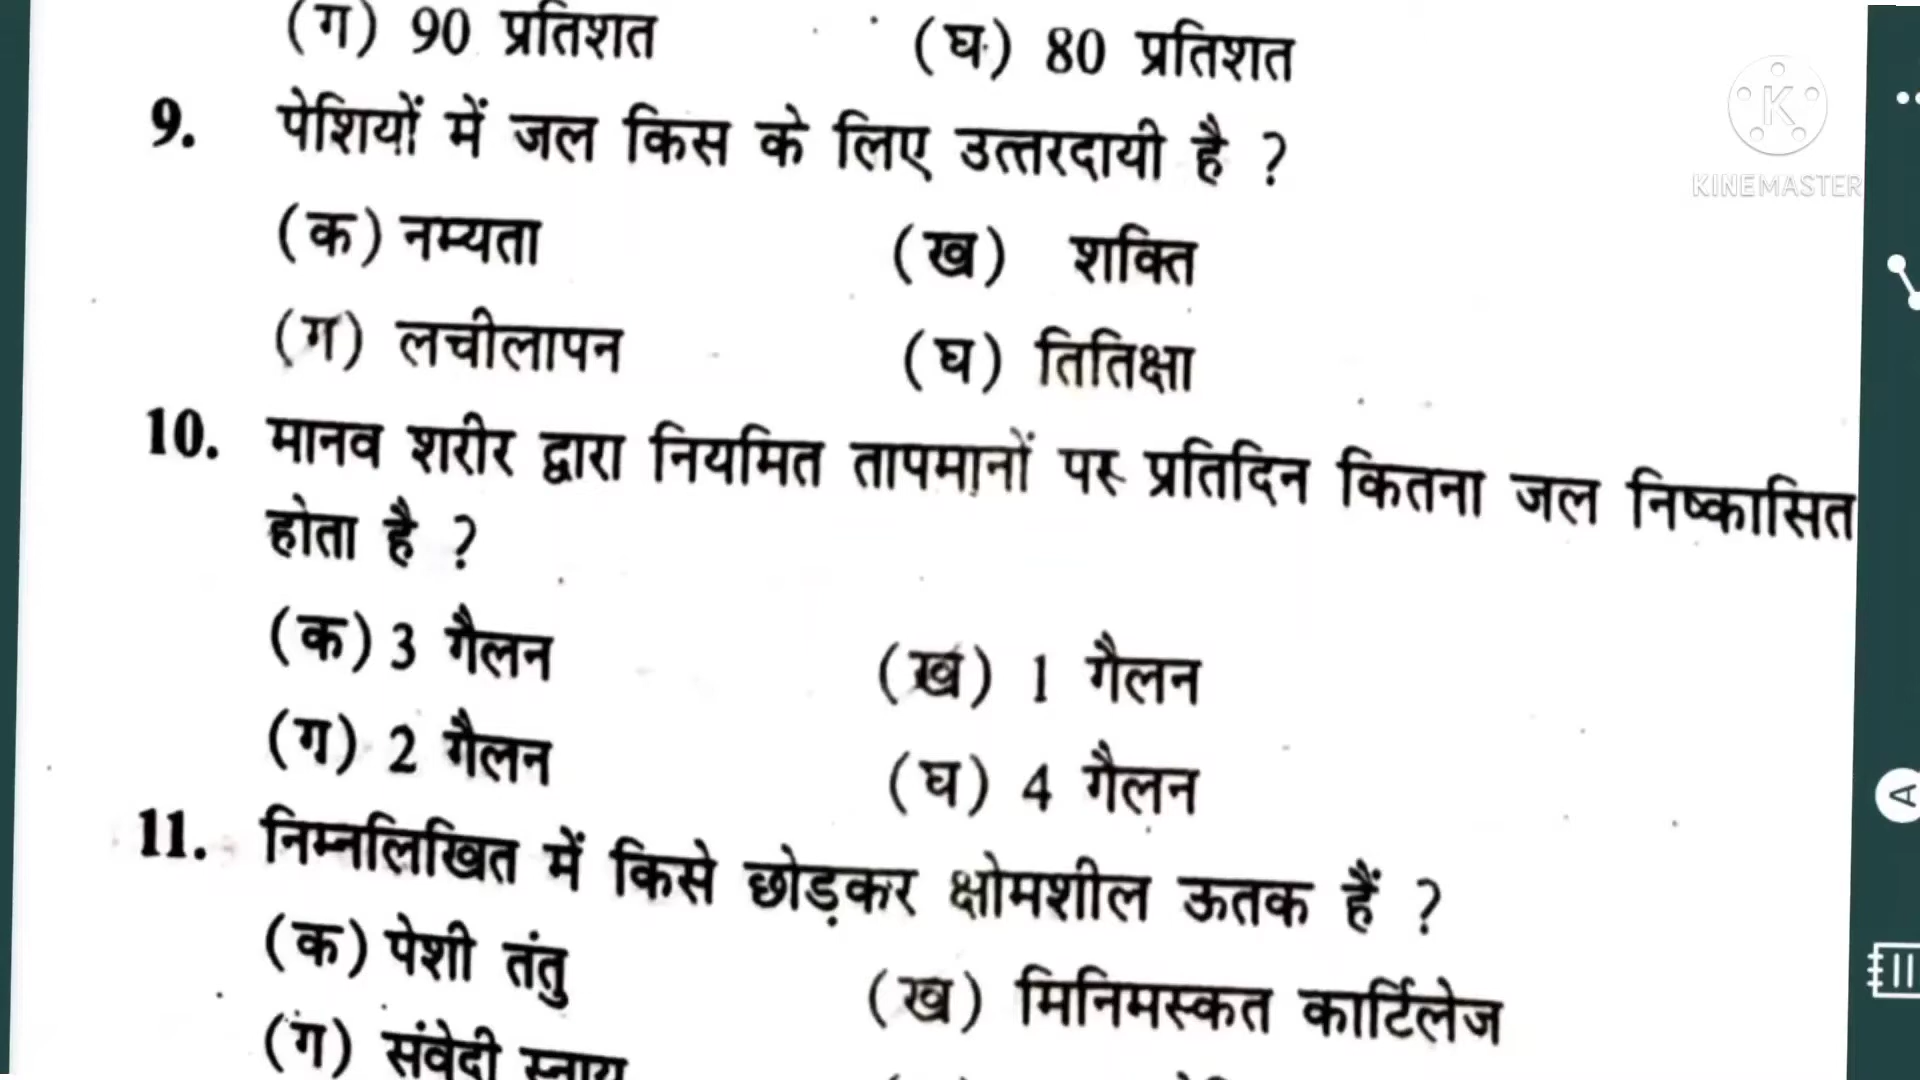 (ग) 90 प्रतिशत (घ) 80 प्रतिशत
9. पेशियों में जल किस के लिए उत्तरदायी है ?
(क) नम्यता (ख) शक्ति
(ग) लचीलापन (घ) तितिक्षा
10. मानव शरीर द्वारा नियमित तापमानों पर प्रतिदिन कितना जल निष्कासित
होता है ?
(क) 3 गैलन (ख) 1 गैलन
(ग) 2 गैलन (घ) 4 गैलन
11. निम्नलिखित में किसे छोड़कर क्षोमशील ऊतक हैं ?
(क) पेशी तंतु (ख) मिनिमस्कत कार्टिलेज
(ग) संवेदी स्नायु
K
KINEMASTER
A